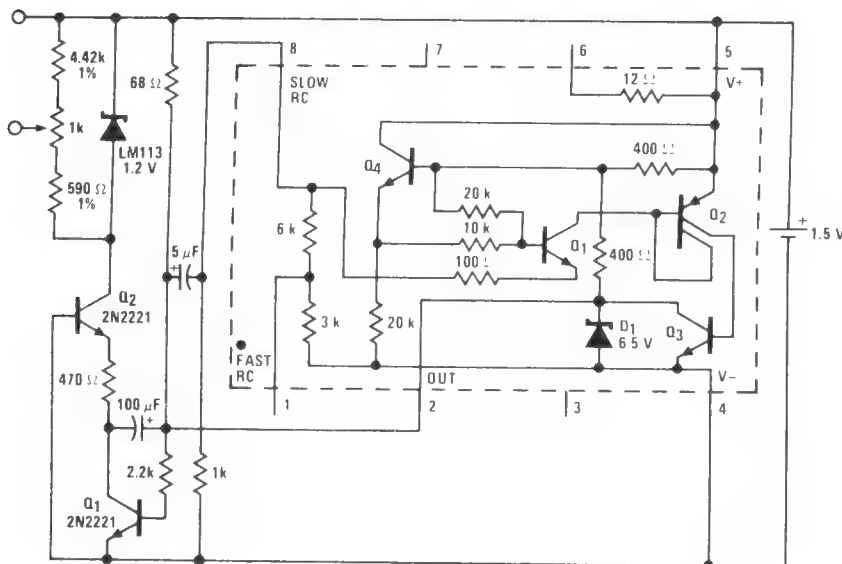 4.42k
1%
1k
590 Ω
1%
LM113
1.2 V
68 Ω
5 µF
+
Q2
2N2221
470 Ω
100 µF
+
2.2k
1k
Q1
2N2221
8
7
6
5
SLOW
RC
V+
12 Ω
Q4
400 Ω
20 k
Q2
6 k
10 k
Q1
100 Ω
400 Ω
+
1.5 V
3 k
20 k
D1
6.5 V
Q3
FAST
RC
OUT
V−
1
2
3
4